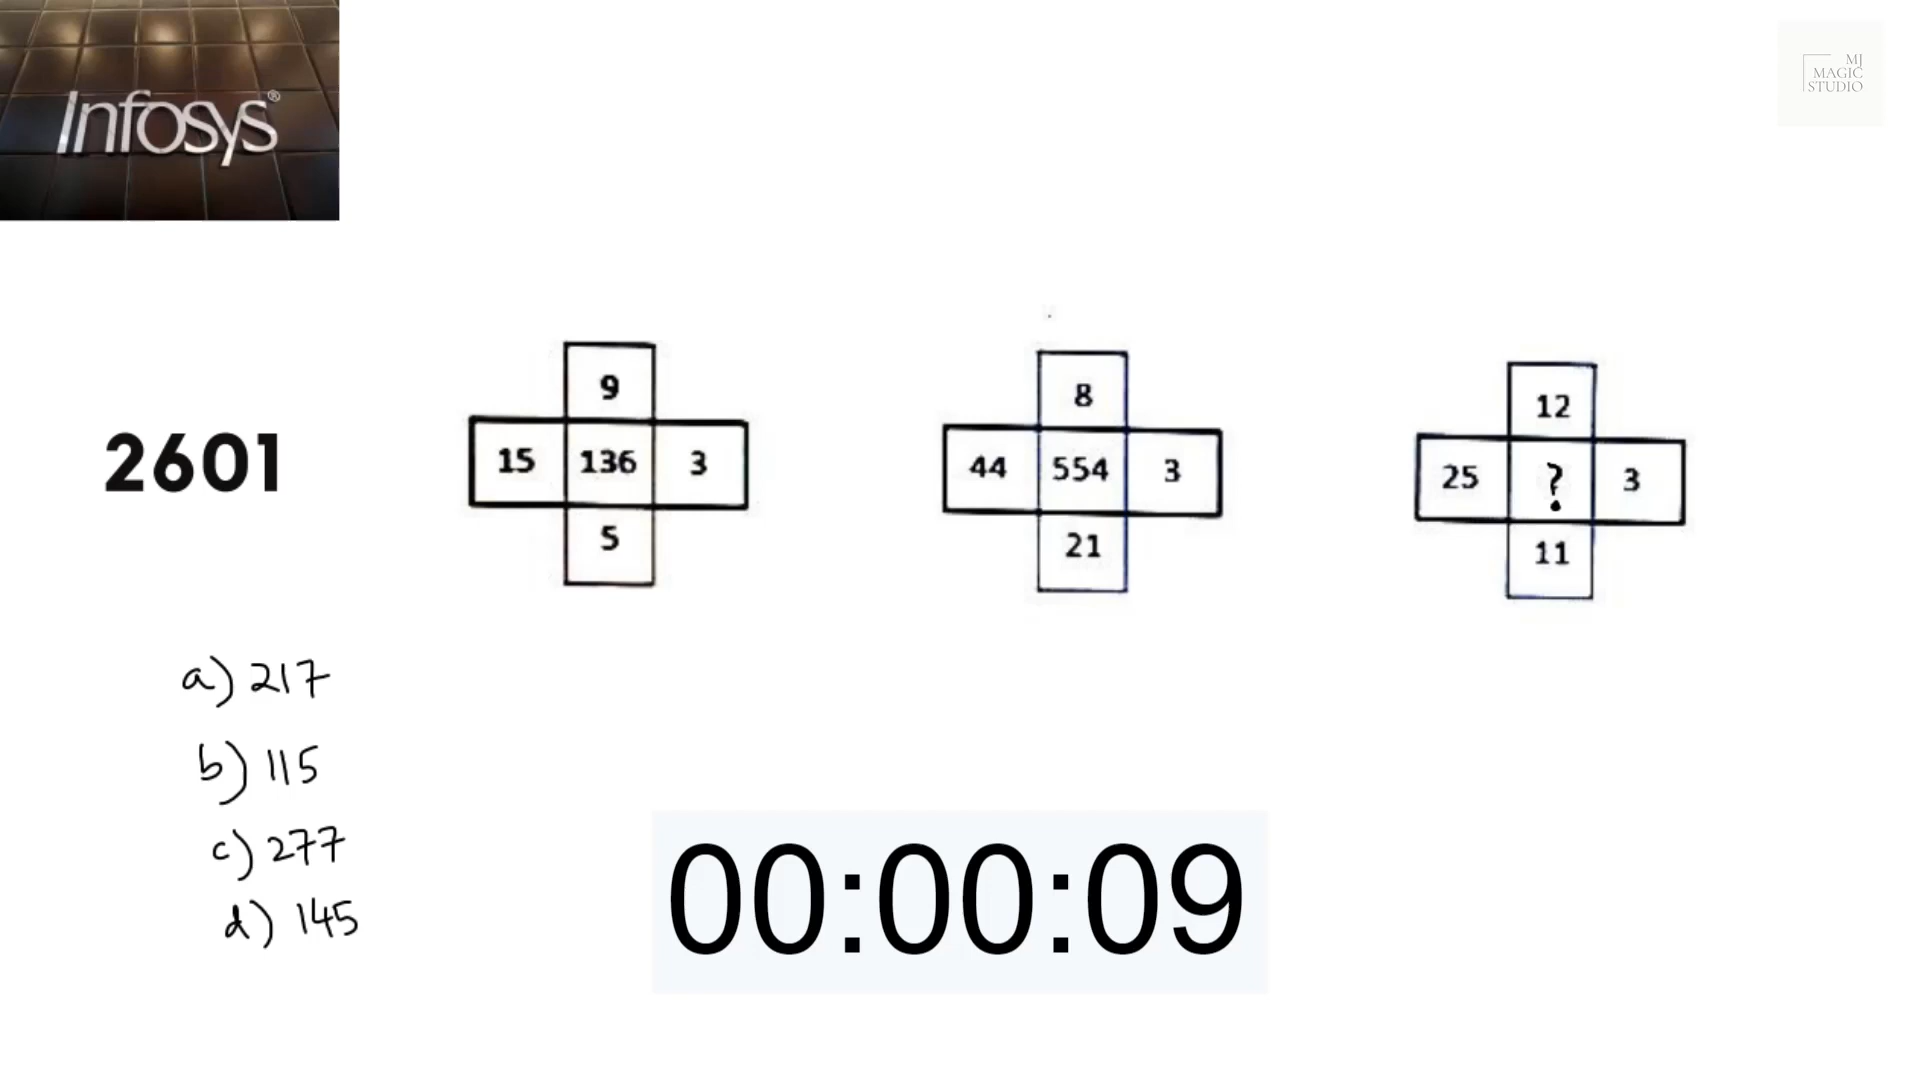 Infosys®
MJ
MAGIC
STUDIO
2601
9
15 136 3
5
8
44 554 3
21
12
25 ? 3
11
a) 217
b) 115
c) 277
d) 145
00:00:09